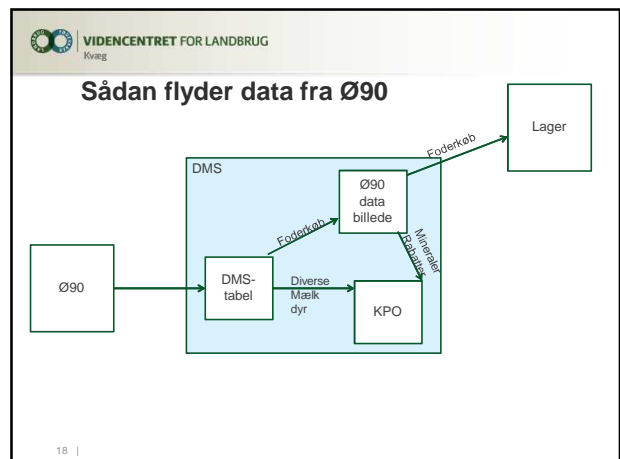 VIDENCENTRET FOR LANDBRUG
Kvæg
Sådan flyder data fra Ø90
Lager
Foderkøb
DMS
Ø90
data
billede
Foderkøb
Mineraler
Rabatter
Ø90
DMS-
tabel
Diverse
Mælk
dyr
KPO
18 |